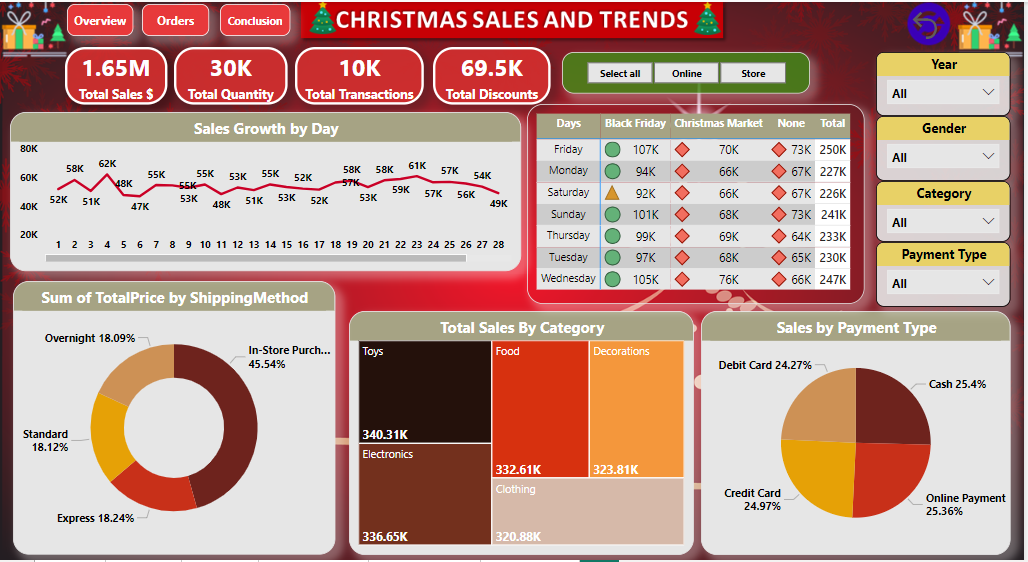 Overview
Orders
Conclusion
CHRISTMAS SALES AND TRENDS
1.65M
Total Sales $
30K
Total Quantity
10K
Total Transactions
69.5K
Total Discounts
Select all
Online
Store
Year
All
Gender
All
Category
All
Payment Type
All
Sales Growth by Day
80K
60K
40K
20K
52K
58K
51K
62K
48K
47K
55K
55K
53K
55K
48K
53K
51K
55K
53K
52K
52K
58K
57K
53K
58K
59K
61K
57K
57K
56K
54K
49K
1 2 3 4 5 6 7 8 9 10 11 12 13 14 15 16 17 18 19 20 21 22 23 24 25 26 27 28
Days Black Friday Christmas Market None Total
Friday 107K 70K 73K 250K
Monday 94K 66K 67K 227K
Saturday 92K 66K 67K 226K
Sunday 101K 68K 73K 241K
Thursday 99K 69K 64K 233K
Tuesday 97K 68K 65K 230K
Wednesday 105K 76K 66K 247K
Sum of TotalPrice by ShippingMethod
Overnight 18.09%
In-Store Purch...
45.54%
Standard
18.12%
Express 18.24%
Total Sales By Category
Toys
340.31K
Electronics
336.65K
Food
332.61K
Decorations
323.81K
Clothing
320.88K
Sales by Payment Type
Debit Card 24.27%
Cash 25.4%
Credit Card
24.97%
Online Payment
25.36%